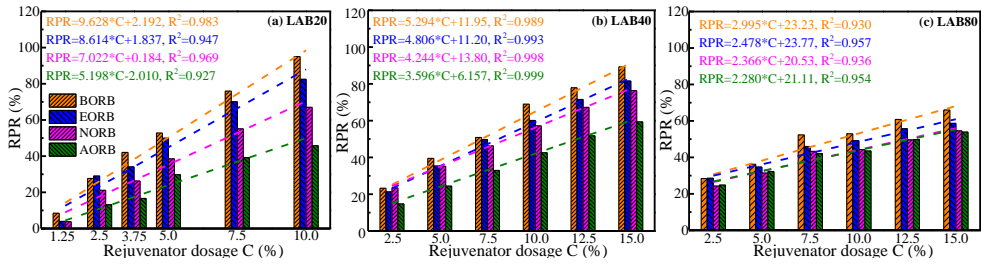 RPR=9.628*C+2.192, R²=0.983
(a) LAB20
RPR=8.614*C+1.837, R²=0.947
RPR=7.022*C+0.184, R²=0.969
RPR=5.198*C-2.010, R²=0.927
120
100
80
60
40
20
0
RPR (%)
BORB
EORB
NORB
AORB
1.25 2.5 3.75 5.0 7.5 10.0
Rejuvenator dosage C (%)
RPR=5.294*C+11.95, R²=0.989
(b) LAB40
RPR=4.806*C+11.20, R²=0.993
RPR=4.244*C+13.80, R²=0.998
RPR=3.596*C+6.157, R²=0.999
120
100
80
60
40
20
0
RPR (%)
2.5 5.0 7.5 10.0 12.5 15.0
Rejuvenator dosage C (%)
(c) LAB80
RPR=2.995*C+23.23, R²=0.930
RPR=2.478*C+23.77, R²=0.957
RPR=2.366*C+20.53, R²=0.936
RPR=2.280*C+21.11, R²=0.954
120
100
80
60
40
20
0
RPR (%)
2.5 5.0 7.5 10.0 12.5 15.0
Rejuvenator dosage C (%)